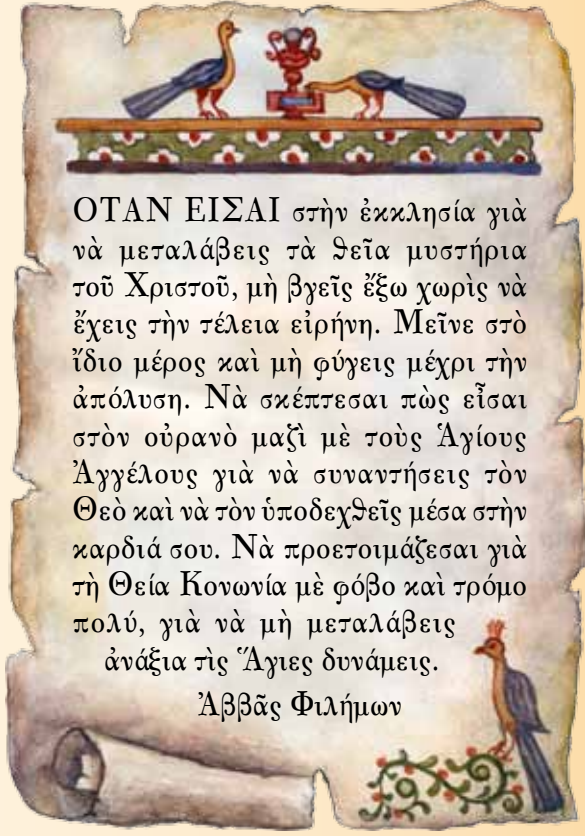 ΟΤΑΝ ΕΙΣΑΙ στὴν ἐκκλησία γιὰ
νὰ μεταλάβεις τὰ θεῖα μυστήρια
τοῦ Χριστοῦ, μὴ βγεῖς ἔξω χωρὶς νὰ
ἔχεις τὴν τέλεια εἰρήνη. Μεῖνε στὸ
ἴδιο μέρος καὶ μὴ φύγεις μέχρι τὴν
ἀπόλυση. Νὰ σκέπτεσαι πὼς εἶσαι
στὸν οὐρανὸ μαζὶ μὲ τοὺς Ἁγίους
Ἀγγέλους γιὰ νὰ συναντήσεις τὸν
Θεὸ καὶ νὰ τὸν ὑποδεχθεῖς μέσα στὴν
καρδιά σου. Νὰ προετοιμάζεσαι γιὰ
τὴ Θεία Κονωνία μὲ φόβο καὶ τρόμο
πολύ, γιὰ νὰ μὴ μεταλάβεις
ἀνάξια τὶς Ἅγιες δυνάμεις.
Ἀββᾶς Φιλήμων